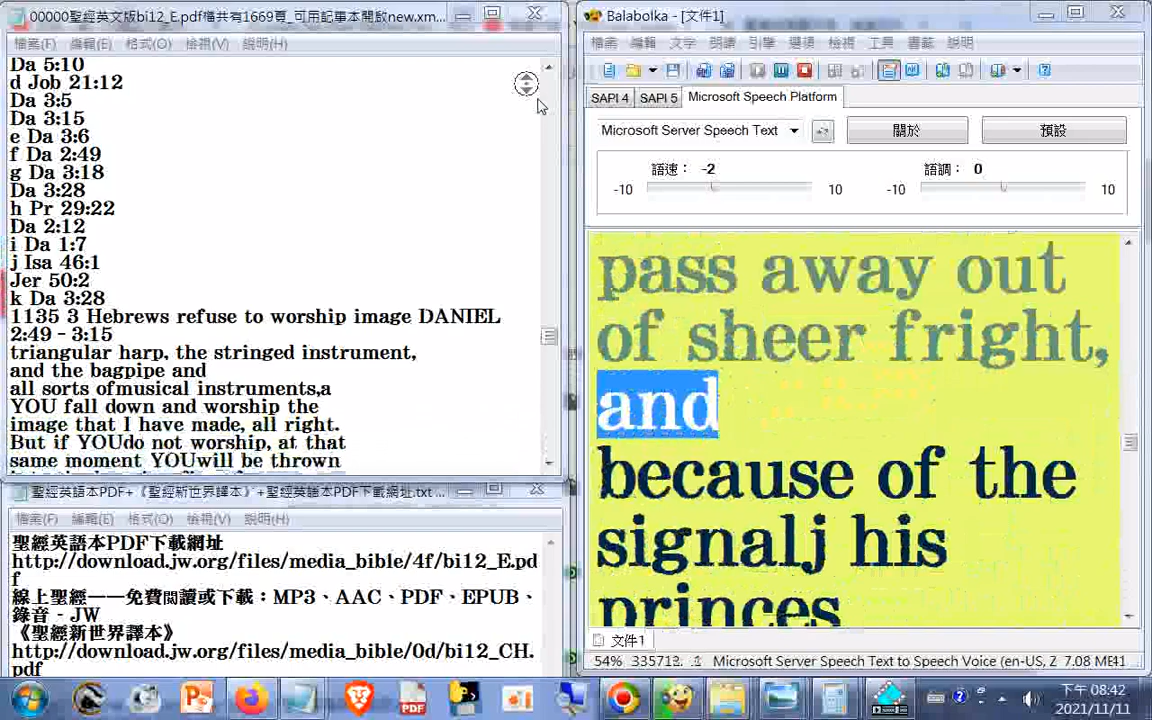 00000聖經英文版bi12_E.pdf檔共有1669頁_可用記事本開啟new.xm...
檔案(F) 編輯(E) 格式(O) 檢視(V) 說明(H)
Da 5:10
d Job 21:12
Da 3:5
Da 3:15
e Da 3:6
f Da 2:49
g Da 3:18
Da 3:28
h Pr 29:22
Da 2:12
i Da 1:7
j Isa 46:1
Jer 50:2
k Da 3:28
1135 3 Hebrews refuse to worship image DANIEL
2:49 – 3:15
triangular harp, the stringed instrument,
and the bagpipe and
all sorts ofmusical instruments,a
YOU fall down and worship the
image that I have made, all right.
But if YOUdo not worship, at that
same moment YOUwill be thrown
聖經英語本PDF+《聖經新世界譯本》+聖經英語本PDF下載網址.txt ...
檔案(F) 編輯(E) 格式(O) 檢視(V) 說明(H)
聖經英語本PDF下載網址
http://download.jw.org/files/media_bible/4f/bi12_E.pd
f
線上聖經——免費閱讀或下載：MP3、AAC、PDF、EPUB、
錄音 - JW
《聖經新世界譯本》
http://download.jw.org/files/media_bible/0d/bi12_CH.
pdf
Balabolka - [文件1]
檔案 編輯 文字 朗讀 引擎 選項 檢視 工具 書籤 說明
SAPI 4 SAPI 5 Microsoft Speech Platform
Microsoft Server Speech Text 關於 預設
語速： -2 語調： 0
-10 10 -10 10
pass away out
of sheer fright,
and
because of the
signalj his
princes
文件1
54% Microsoft Server Speech Text to Speech Voice (en-US, Z 7.08 ME
下午 08:42
2021/11/11